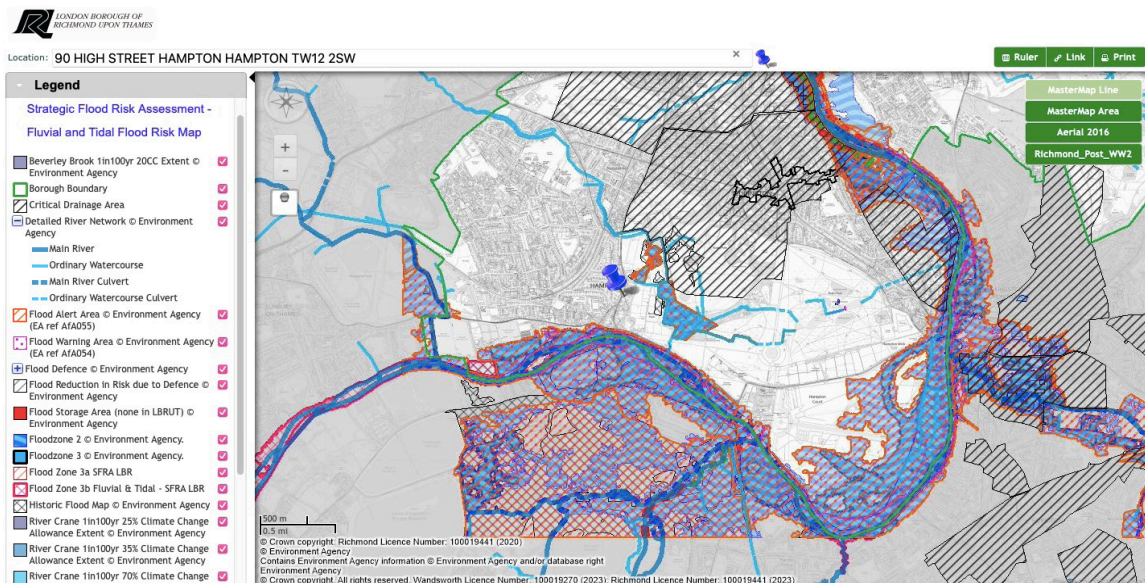 LONDON BOROUGH OF
RICHMOND UPON THAMES
Location: 90 HIGH STREET HAMPTON HAMPTON TW12 2SW ×
Ruler Link Print
Legend
Strategic Flood Risk Assessment -
Fluvial and Tidal Flood Risk Map
Beverley Brook 1in100yr 20CC Extent ©
Environment Agency
Borough Boundary
Critical Drainage Area
Detailed River Network © Environment
Agency
Main River
Ordinary Watercourse
Main River Culvert
Ordinary Watercourse Culvert
Flood Alert Area © Environment Agency
(EA ref AfA055)
Flood Warning Area © Environment Agency
(EA ref AfA054)
Flood Defence © Environment Agency
Flood Reduction in Risk due to Defence ©
Environment Agency
Flood Storage Area (none in LBRUT) ©
Environment Agency
Floodzone 2 © Environment Agency.
Floodzone 3 © Environment Agency.
Flood Zone 3a SFRA LBR
Flood Zone 3b Fluvial & Tidal - SFRA LBR
Historic Flood Map © Environment Agency
River Crane 1in100yr 25% Climate Change
Allowance Extent © Environment Agency
River Crane 1in100yr 35% Climate Change
Allowance Extent © Environment Agency
River Crane 1in100yr 70% Climate Change
+
-
MasterMap Line
MasterMap Area
Aerial 2016
Richmond_Post_WW2
500 m
0.5 mi
© Crown copyright: Richmond Licence Number: 100019441 (2020)
© Environment Agency
Contains Environment Agency information © Environment Agency and/or database right
Environment Agency
© Crown copyright. All rights reserved. Wandsworth Licence Number: 100019270 (2023); Richmond Licence Number: 100019441 (2023)